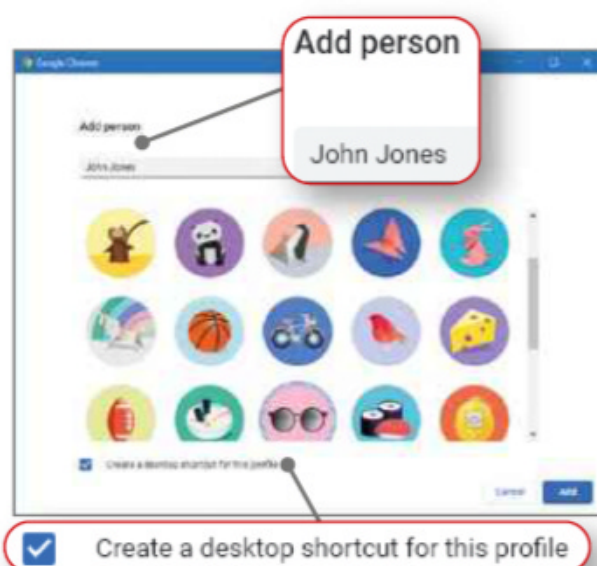 Google Chrome
Add person
John Jones
Add person
John Jones
Create a desktop shortcut for this profile
Cancel
Add
Create a desktop shortcut for this profile